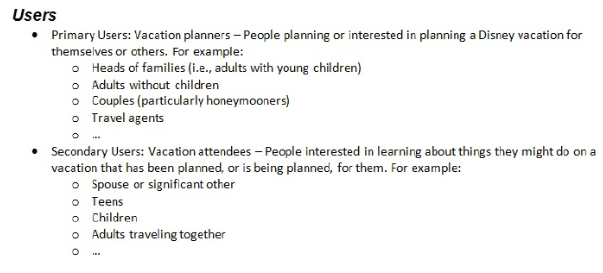 Users
• Primary Users: Vacation planners – People planning or interested in planning a Disney vacation for
themselves or others. For example:
o Heads of families (i.e., adults with young children)
o Adults without children
o Couples (particularly honeymooners)
o Travel agents
o ...
• Secondary Users: Vacation attendees – People interested in learning about things they might do on a
vacation that has been planned, or is being planned, for them. For example:
o Spouse or significant other
o Teens
o Children
o Adults traveling together
o ...